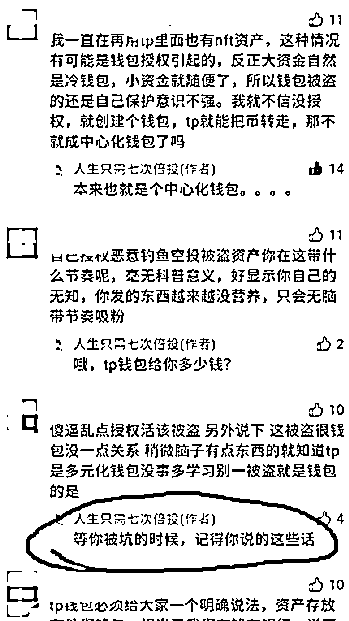 11
我一直在再用tp里面也有nft资产，这种情况
有可能是钱包授权引起的，反正大资金自然
是冷钱包，小资金就随便了，所以钱包被盗
的还是自己保护意识不强。我就不信没授
权，就创建个钱包，tp就能把币转走，那不
就成中心化钱包了吗
人生只需七次倍投(作者)
14
本来也就是个中心化钱包。。。。
11
自己授权恶意钓鱼空投被盗资产你在这带什
么节奏呢，毫无科普意义，好显示你自己的
无知，你发的东西越来越没营养，只会无脑
带节奏吸粉
人生只需七次倍投(作者)
2
哦，tp钱包给你多少钱？
10
傻逼乱点授权活该被盗 另外说下 这被盗很钱
包没一点关系 稍微脑子有点东西的就知道tp
是多元化钱包没事多学习别一被盗就是钱包
的是
人生只需七次倍投(作者)
4
等你被坑的时候，记得你说的这些话
10
tp钱包必须给大家一个明确说法，资产存放